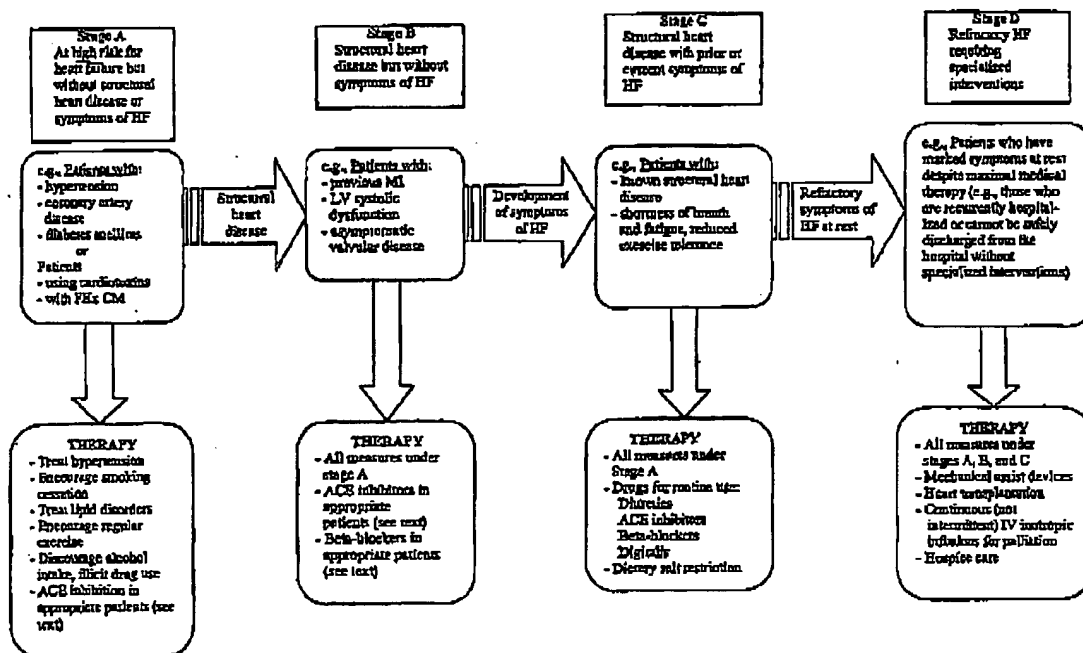 Stage A
At high risk for
heart failure but
without structural
heart disease or
symptoms of HF
Stage B
Structural heart
disease but without
symptoms of HF
Stage C
Structural heart
disease with prior or
current symptoms of
HF
Stage D
Refractory HF
requiring
specialized
interventions
e.g., Patients with:
- hypertension
- coronary artery
disease
- diabetes mellitus
or
Patients
- using cardiotoxins
- with FHx CM
Structural
heart
disease
e.g., Patients with:
- previous MI
- LV systolic
dysfunction
- asymptomatic
valvular disease
Development
of symptoms
of HF
e.g., Patients with:
- known structural heart
disease
- shortness of breath
and fatigue, reduced
exercise tolerance
Refractory
symptoms of
HF at rest
e.g., Patients who have
marked symptoms at rest
despite maximal medical
therapy (e.g., those who
are recurrently hospital-
ized or cannot be safely
discharged from the
hospital without
specialized interventions)
THERAPY
- Treat hypertension
- Encourage smoking
cessation
- Treat lipid disorders
- Encourage regular
exercise
- Discourage alcohol
intake, illicit drug use
- ACE inhibition in
appropriate patients (see
text)
THERAPY
- All measures under
stage A
- ACE inhibitors in
appropriate
patients (see text)
- Beta-blockers in
appropriate patients
(see text)
THERAPY
- All measures under
Stage A
- Drugs for routine use:
Diuretics
ACE inhibitors
Beta-blockers
Digitalis
- Dietary salt restriction
THERAPY
- All measures under
stages A, B, and C
- Mechanical assist devices
- Heart transplantation
- Continuous (not
intermittent) IV inotropic
infusions for palliation
- Hospice care